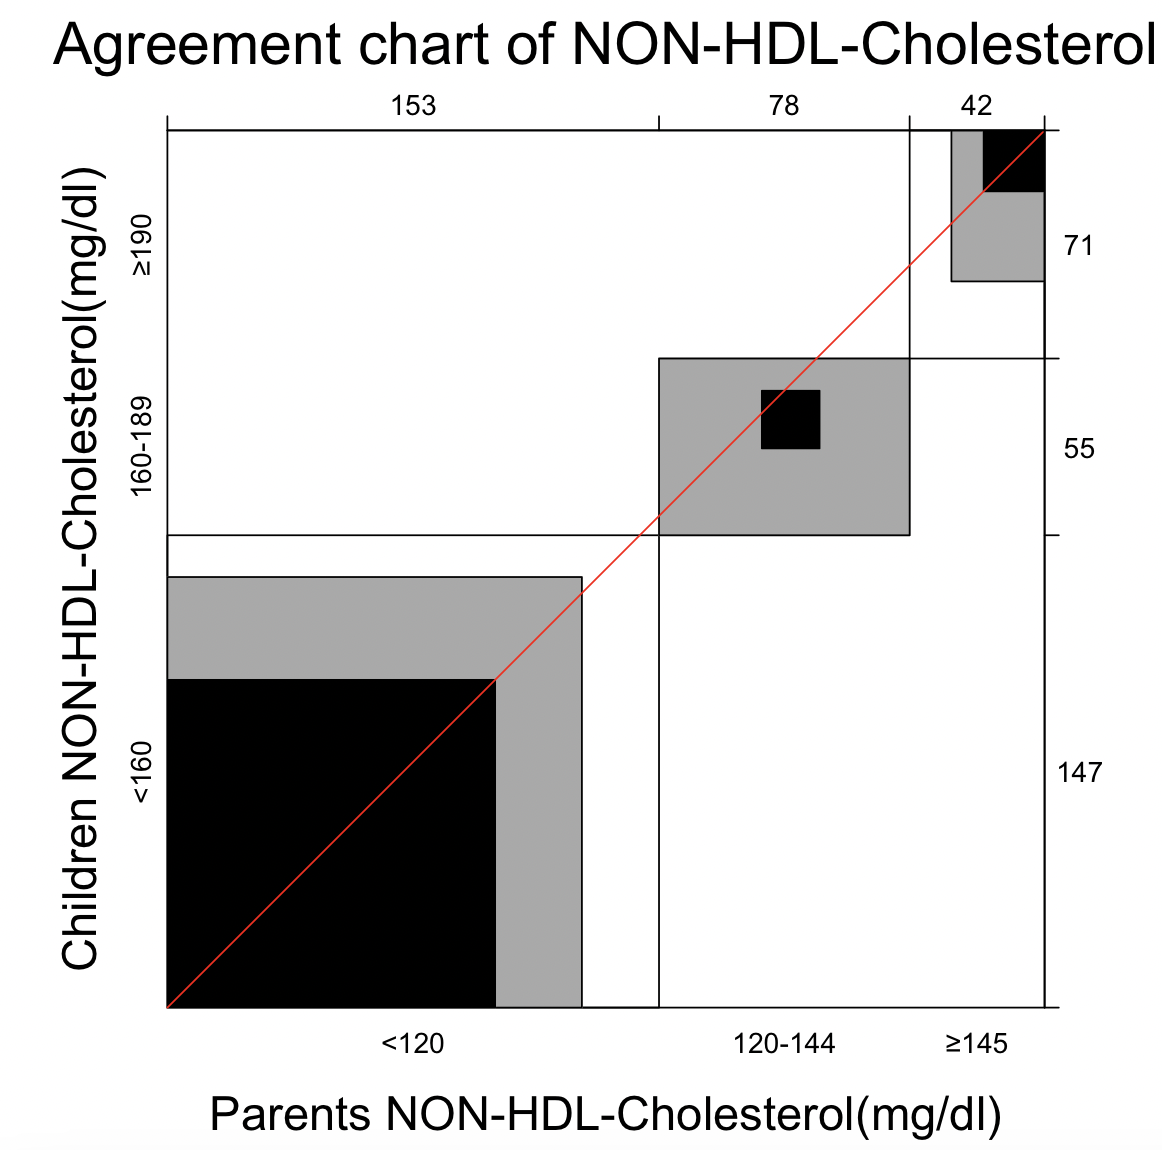 Agreement chart of NON-HDL-Cholesterol
153 78 42
Children NON-HDL-Cholesterol(mg/dl)
≥190
160-189
<160
71
55
147
<120 120-144 ≥145
Parents NON-HDL-Cholesterol(mg/dl)